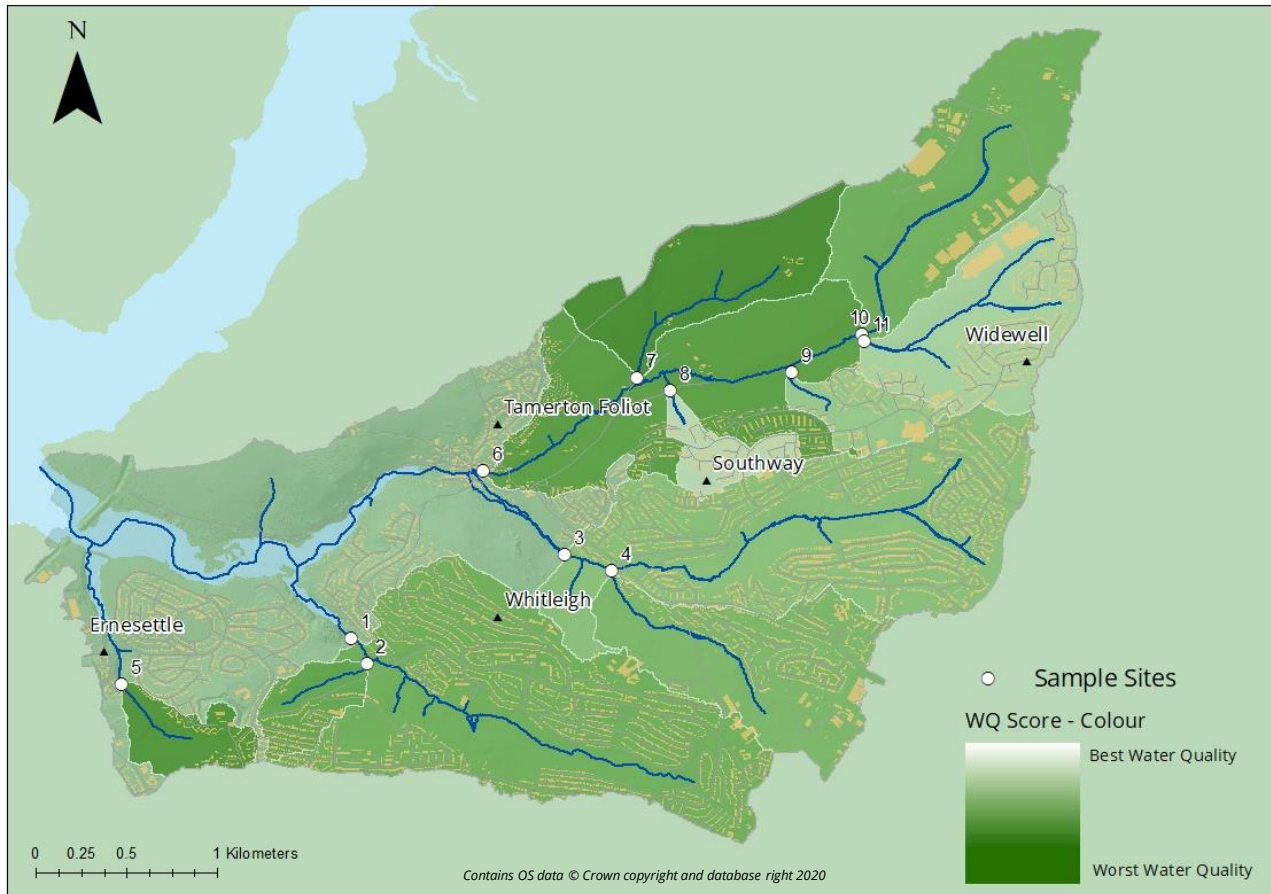 N
10
11
Widewell
9
7
8
Tamerton Foliot
6
Southway
3
4
Whitleigh
1
Ernesettle
2
5
Sample Sites
WQ Score - Colour
Best Water Quality
Worst Water Quality
0 0.25 0.5 1 Kilometers
Contains OS data © Crown copyright and database right 2020